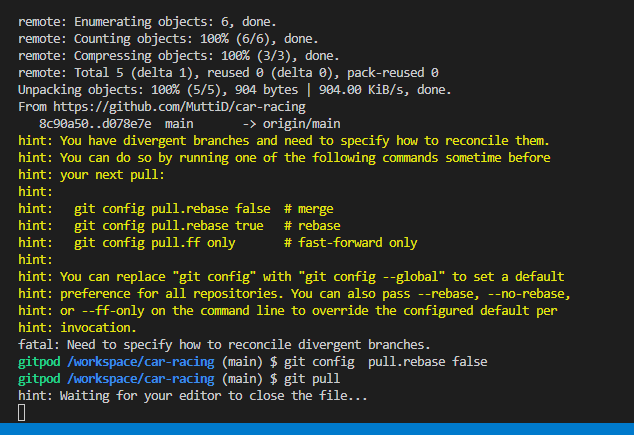 remote: Enumerating objects: 6, done.
remote: Counting objects: 100% (6/6), done.
remote: Compressing objects: 100% (3/3), done.
remote: Total 5 (delta 1), reused 0 (delta 0), pack-reused 0
Unpacking objects: 100% (5/5), 904 bytes | 904.00 KiB/s, done.
From https://github.com/MuttiD/car-racing
   8c90a50..d078e7e  main       -> origin/main
hint: You have divergent branches and need to specify how to reconcile them.
hint: You can do so by running one of the following commands sometime before
hint: your next pull:
hint:
hint:   git config pull.rebase false  # merge
hint:   git config pull.rebase true   # rebase
hint:   git config pull.ff only       # fast-forward only
hint:
hint: You can replace "git config" with "git config --global" to set a default
hint: preference for all repositories. You can also pass --rebase, --no-rebase,
hint: or --ff-only on the command line to override the configured default per
hint: invocation.
fatal: Need to specify how to reconcile divergent branches.
gitpod /workspace/car-racing (main) $ git config  pull.rebase false
gitpod /workspace/car-racing (main) $ git pull
hint: Waiting for your editor to close the file...